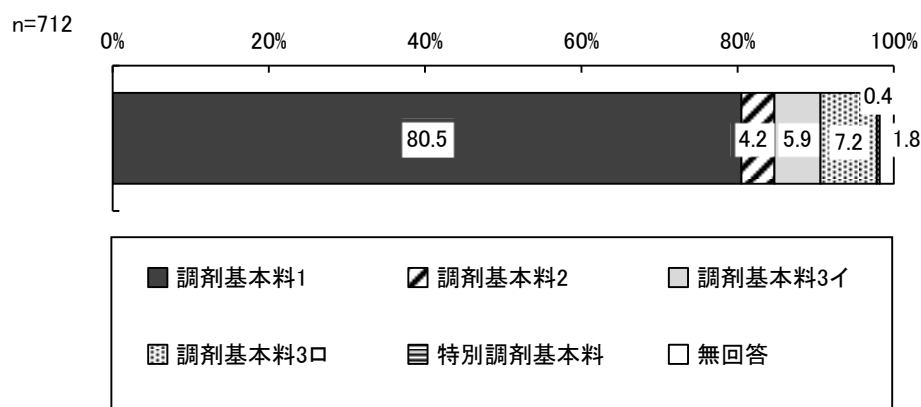 n=712
0% 20% 40% 60% 80% 100%
0.4
80.5 4.2 5.9 7.2 1.8
調剤基本料1 調剤基本料2 調剤基本料3イ
調剤基本料3ロ 特別調剤基本料 無回答